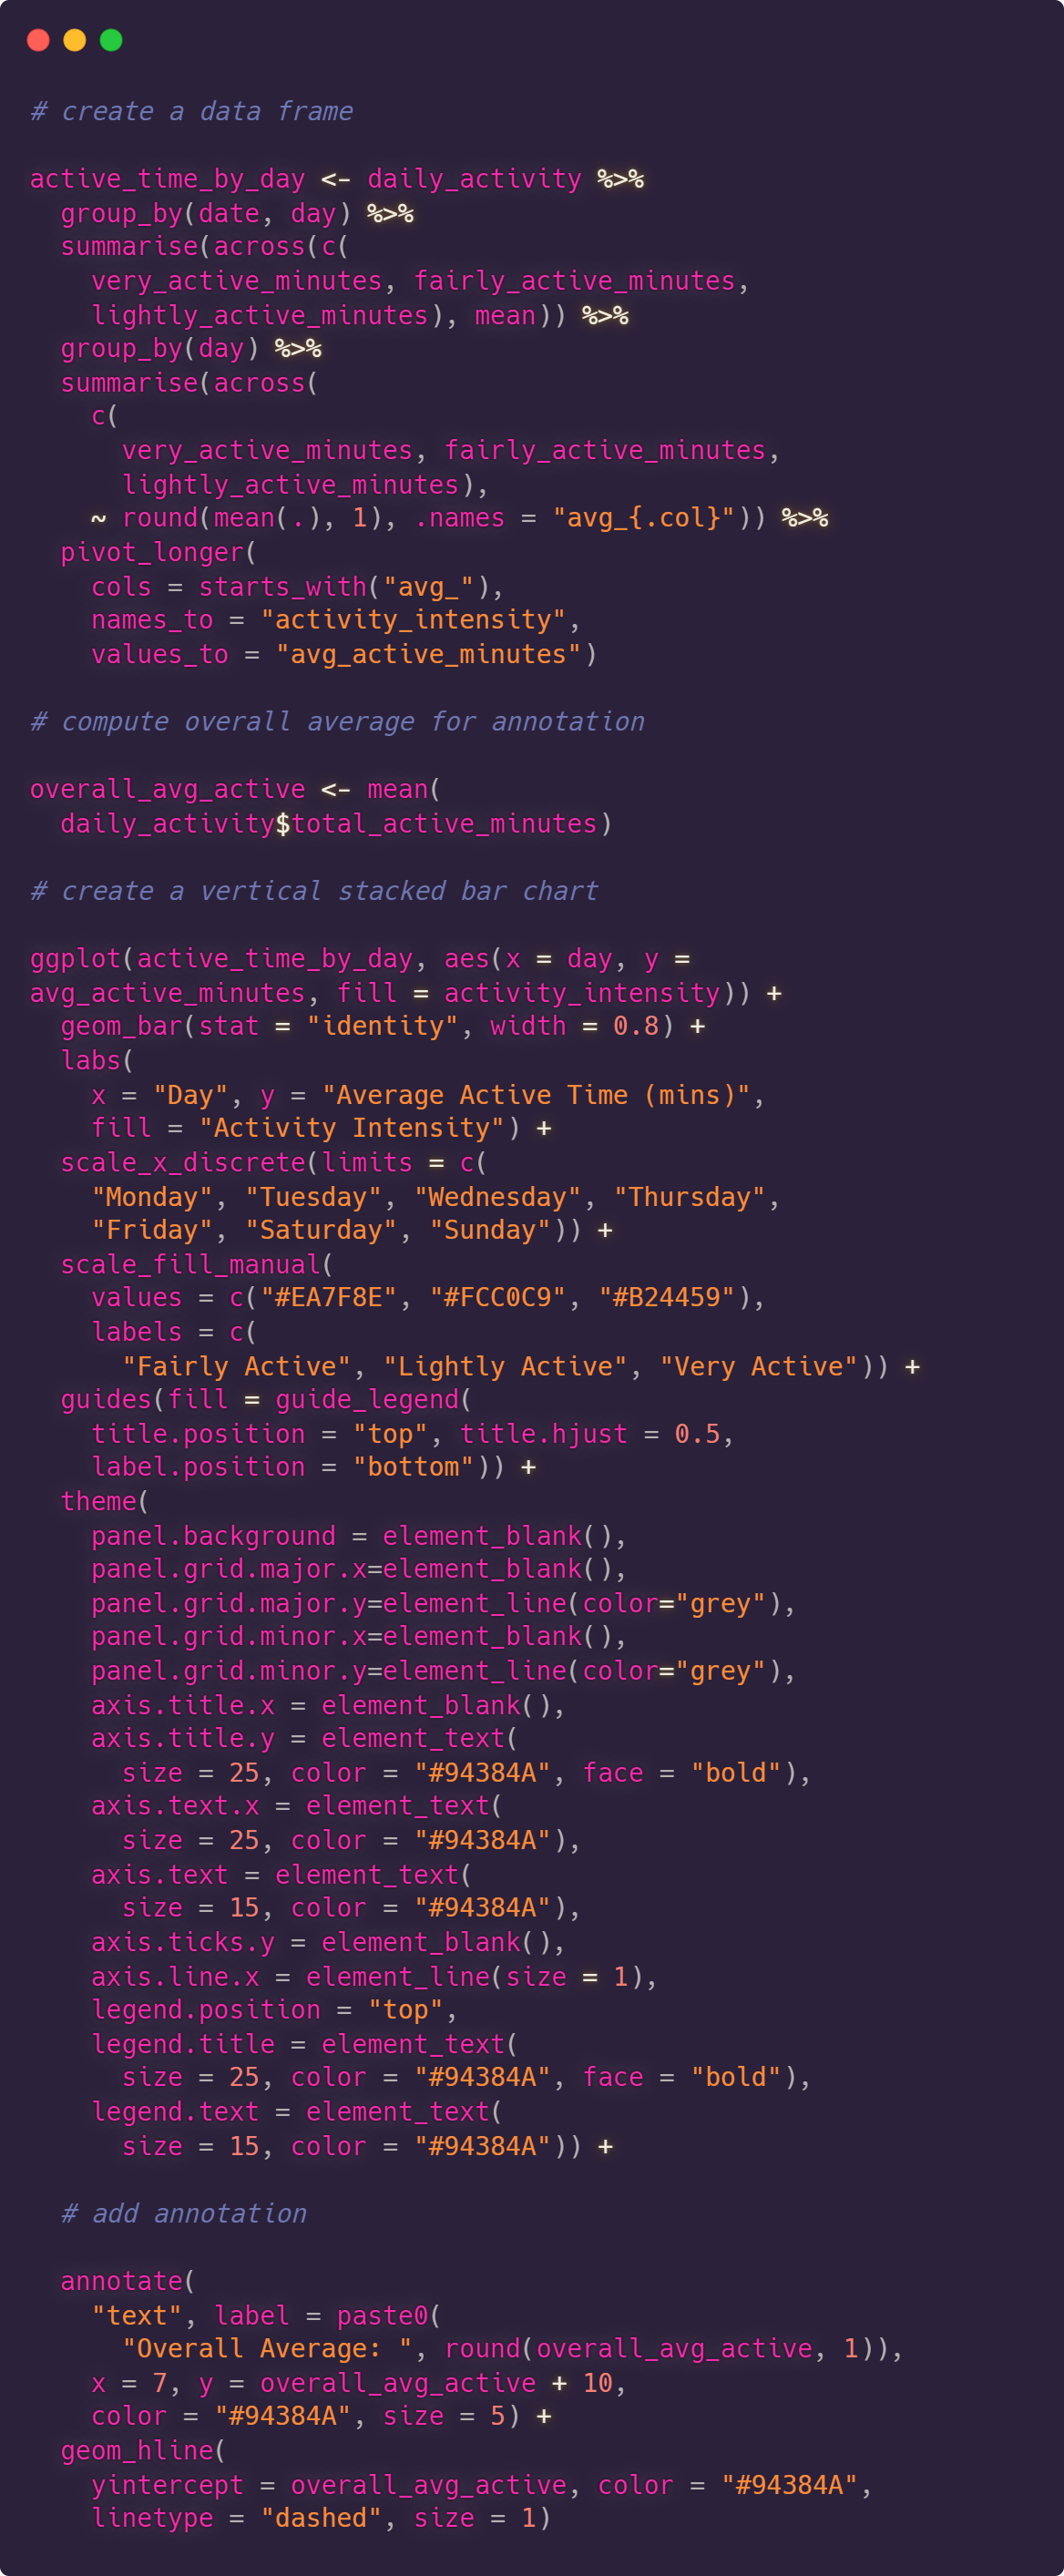 # create a data frame

active_time_by_day <- daily_activity %>%
  group_by(date, day) %>%
  summarise(across(c(
    very_active_minutes, fairly_active_minutes,
    lightly_active_minutes), mean)) %>%
  group_by(day) %>%
  summarise(across(
    c(
      very_active_minutes, fairly_active_minutes,
      lightly_active_minutes),
    ~ round(mean(.), 1), .names = "avg_{.col}")) %>%
  pivot_longer(
    cols = starts_with("avg_"),
    names_to = "activity_intensity",
    values_to = "avg_active_minutes")

# compute overall average for annotation

overall_avg_active <- mean(
  daily_activity$total_active_minutes)

# create a vertical stacked bar chart

ggplot(active_time_by_day, aes(x = day, y =
avg_active_minutes, fill = activity_intensity)) +
  geom_bar(stat = "identity", width = 0.8) +
  labs(
    x = "Day", y = "Average Active Time (mins)",
    fill = "Activity Intensity") +
  scale_x_discrete(limits = c(
    "Monday", "Tuesday", "Wednesday", "Thursday",
    "Friday", "Saturday", "Sunday")) +
  scale_fill_manual(
    values = c("#EA7F8E", "#FCC0C9", "#B24459"),
    labels = c(
      "Fairly Active", "Lightly Active", "Very Active")) +
  guides(fill = guide_legend(
    title.position = "top", title.hjust = 0.5,
    label.position = "bottom")) +
  theme(
    panel.background = element_blank(),
    panel.grid.major.x=element_blank(),
    panel.grid.major.y=element_line(color="grey"),
    panel.grid.minor.x=element_blank(),
    panel.grid.minor.y=element_line(color="grey"),
    axis.title.x = element_blank(),
    axis.title.y = element_text(
      size = 25, color = "#94384A", face = "bold"),
    axis.text.x = element_text(
      size = 25, color = "#94384A"),
    axis.text = element_text(
      size = 15, color = "#94384A"),
    axis.ticks.y = element_blank(),
    axis.line.x = element_line(size = 1),
    legend.position = "top",
    legend.title = element_text(
      size = 25, color = "#94384A", face = "bold"),
    legend.text = element_text(
      size = 15, color = "#94384A")) +

  # add annotation

  annotate(
    "text", label = paste0(
      "Overall Average: ", round(overall_avg_active, 1)),
    x = 7, y = overall_avg_active + 10,
    color = "#94384A", size = 5) +
  geom_hline(
    yintercept = overall_avg_active, color = "#94384A",
    linetype = "dashed", size = 1)